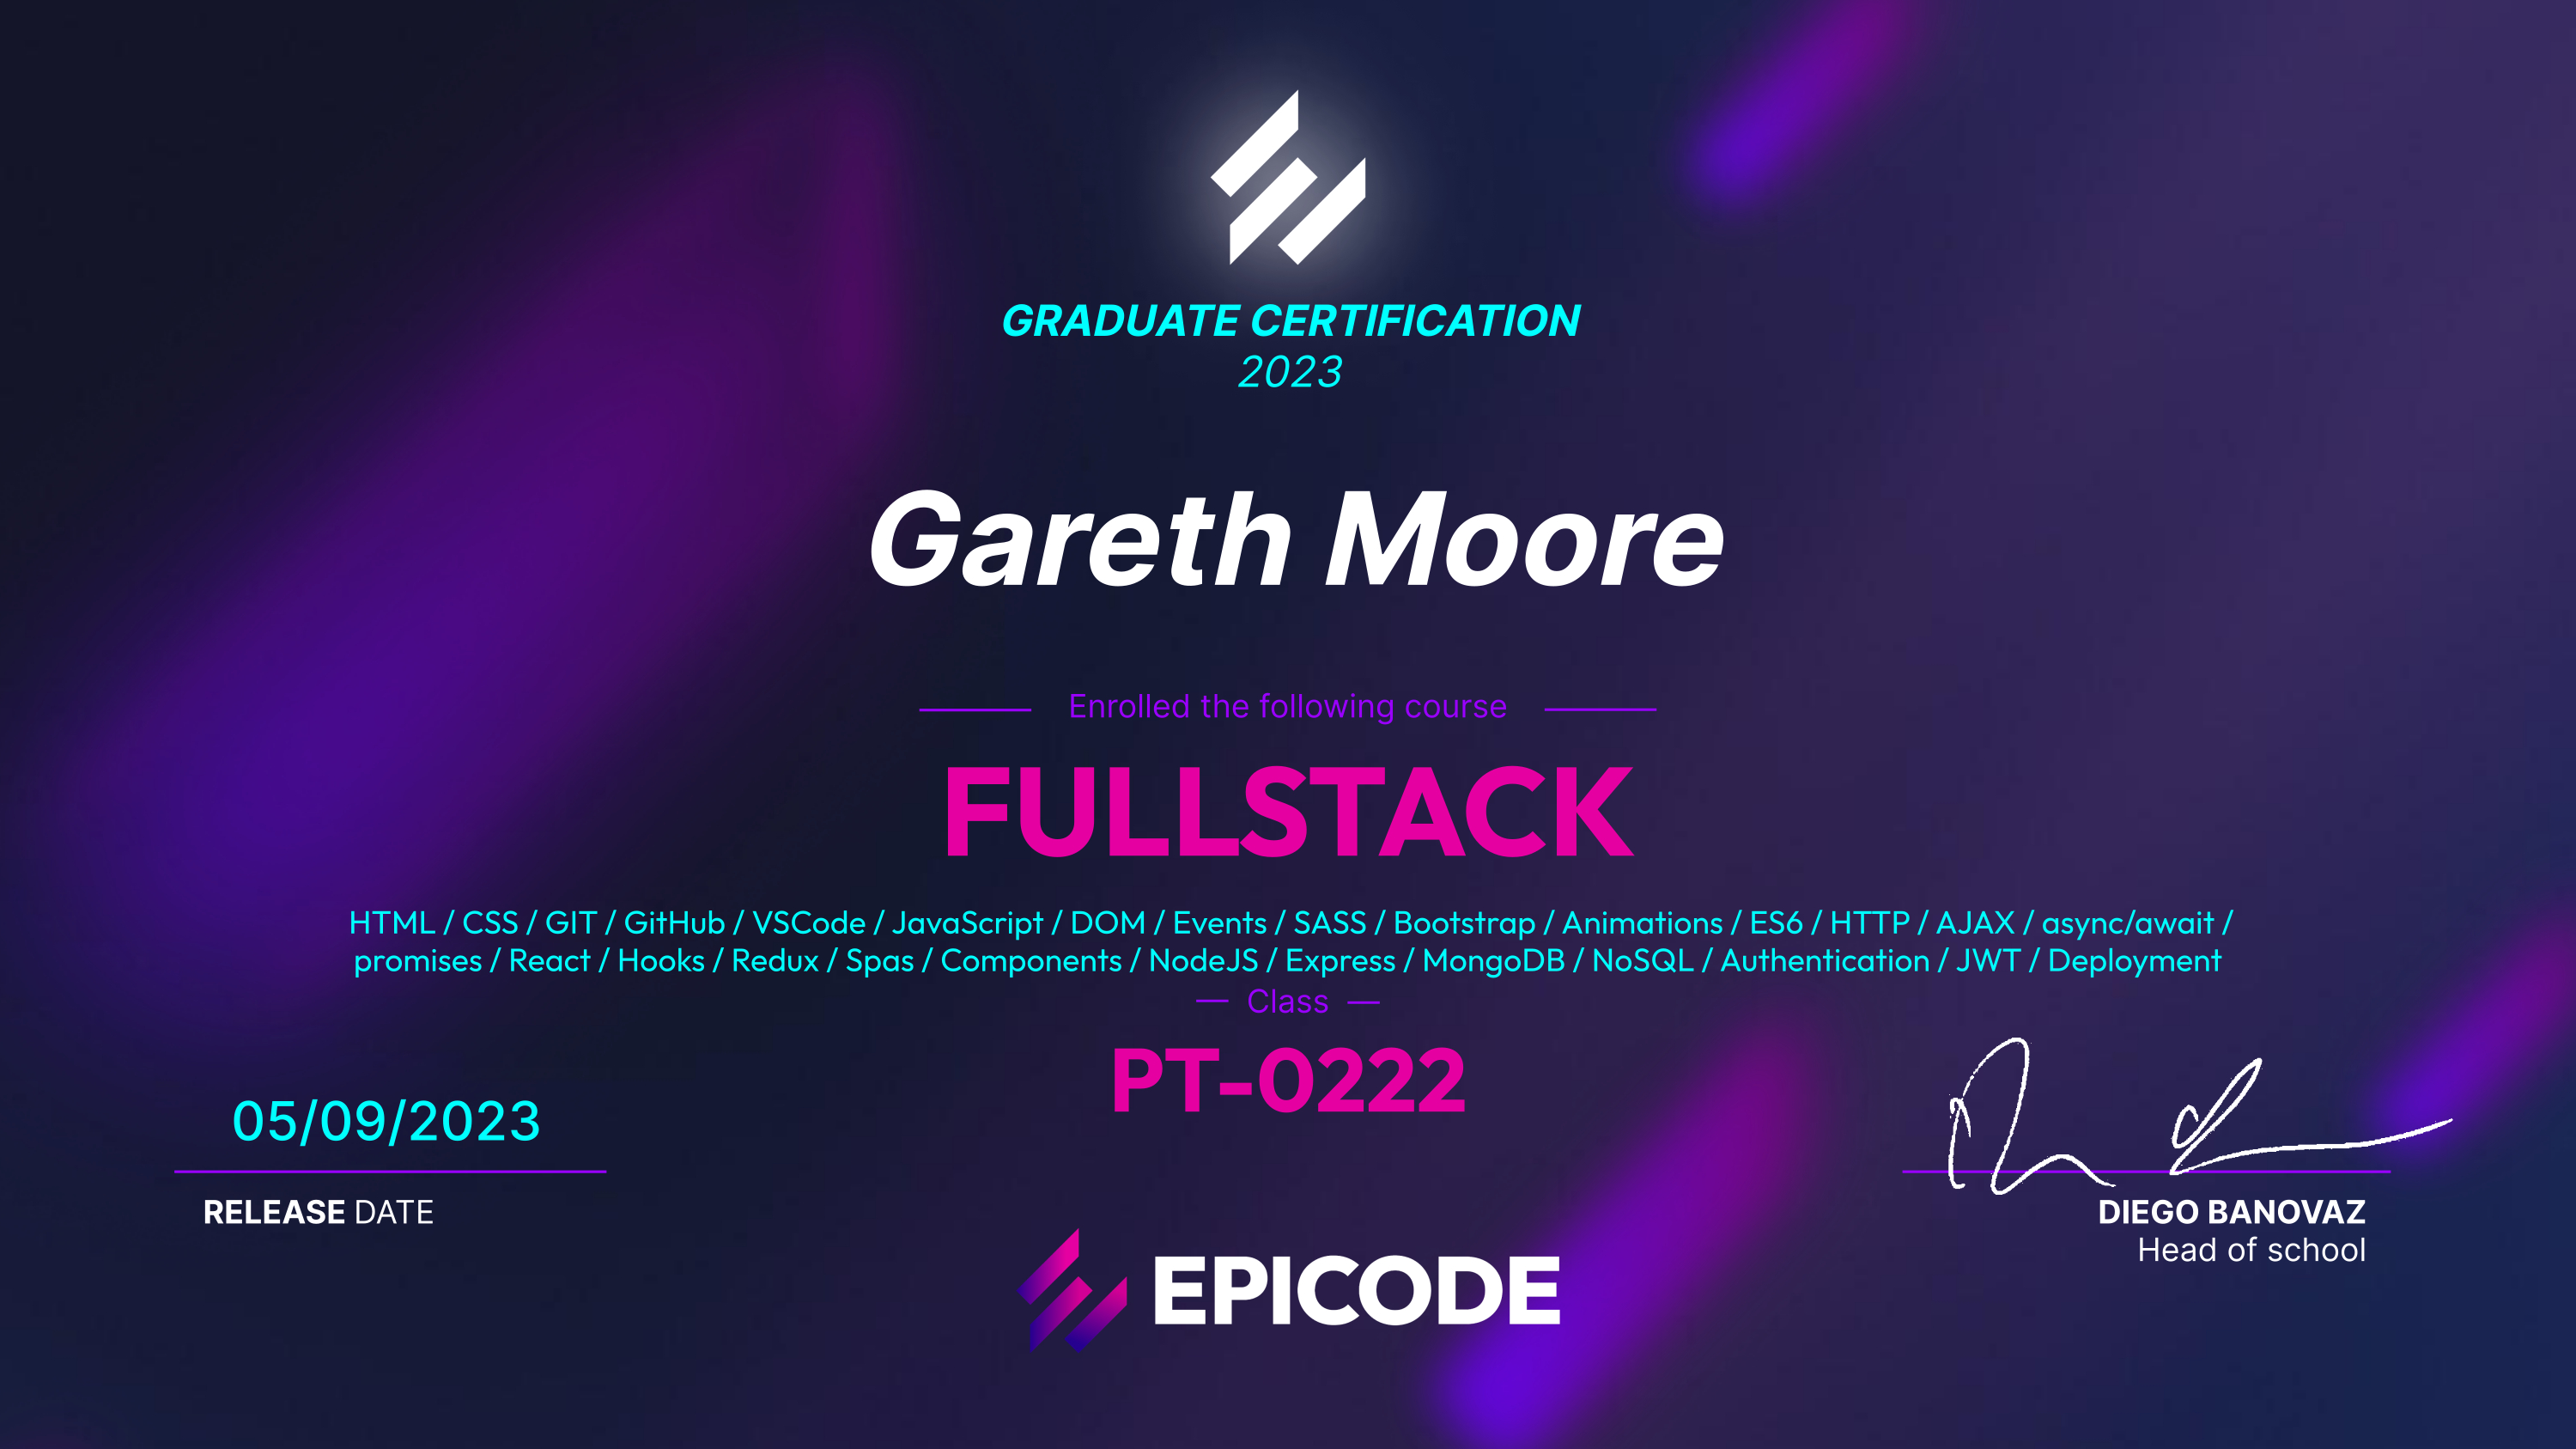 GRADUATE CERTIFICATION
2023
Gareth Moore
Enrolled the following course
FULLSTACK
HTML / CSS / GIT / GitHub / VSCode / JavaScript / DOM / Events / SASS / Bootstrap / Animations / ES6 / HTTP / AJAX / async/await /
promises / React / Hooks / Redux / Spas / Components / NodeJS / Express / MongoDB / NoSQL / Authentication / JWT / Deployment
Class
PT-0222
05/09/2023
RELEASE DATE
DIEGO BANOVAZ
Head of school
EPICODE